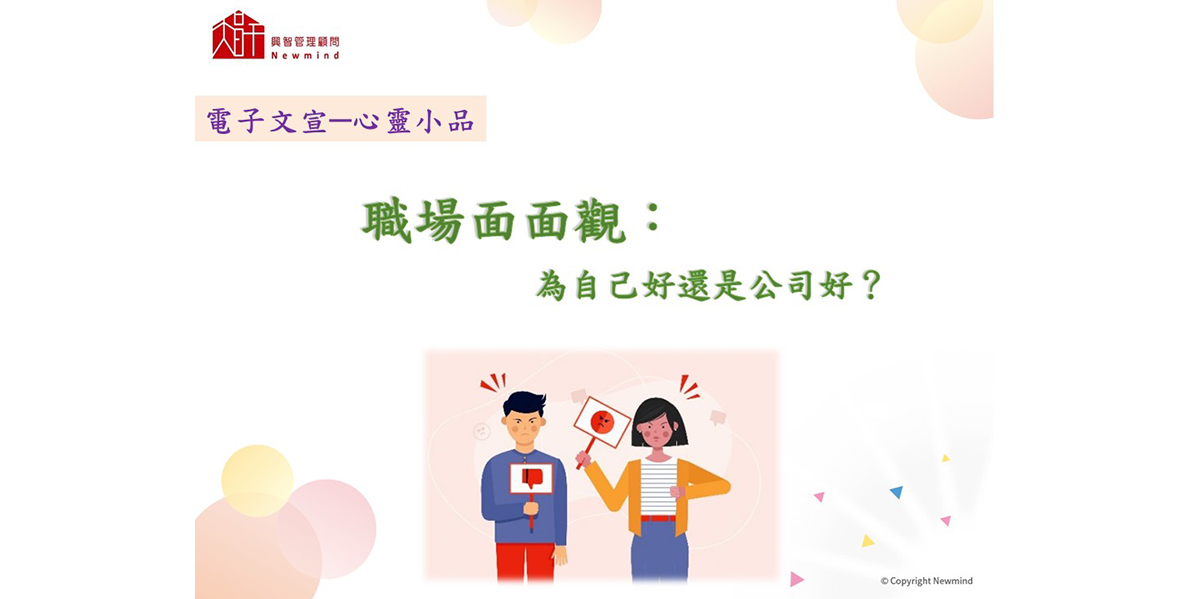 興智管理顧問
Newmind
電子文宣─心靈小品
職場面面觀：
為自己好還是公司好？
© Copyright Newmind